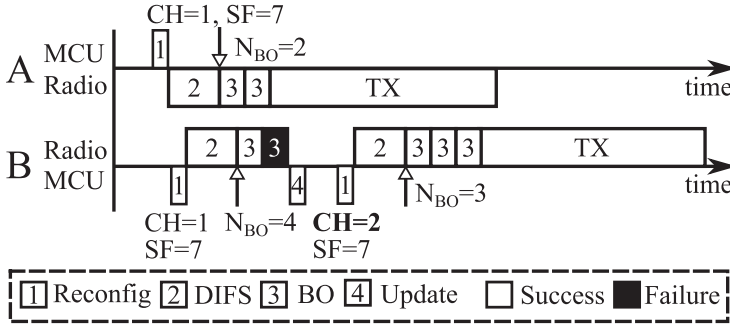 CH=1, SF=7
MCU 1 N_BO=2
A
Radio 2 3 3 TX time
Radio 2 3 3 2 3 3 3 TX
B
MCU 1 4 1 time
CH=1 N_BO=4 CH=2 N_BO=3
SF=7 SF=7
1 Reconfig 2 DIFS 3 BO 4 Update Success Failure